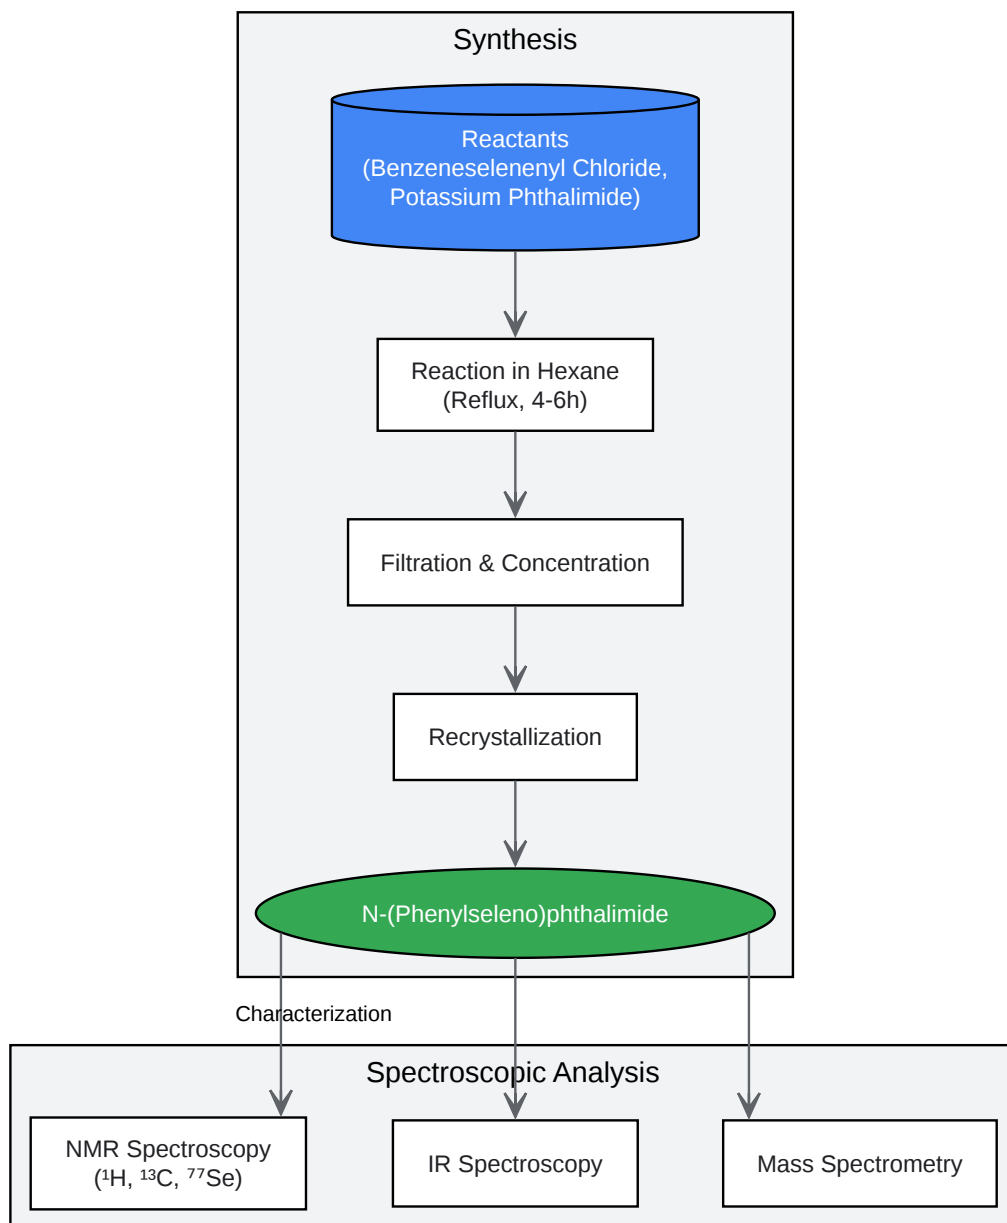 Synthesis
Reactants
(Benzeneselenenyl Chloride,
Potassium Phthalimide)
Reaction in Hexane
(Reflux, 4-6h)
Filtration & Concentration
Recrystallization
N-(Phenylseleno)phthalimide
Characterization
Spectroscopic Analysis
NMR Spectroscopy
(¹H, ¹³C, ⁷⁷Se)
IR Spectroscopy
Mass Spectrometry